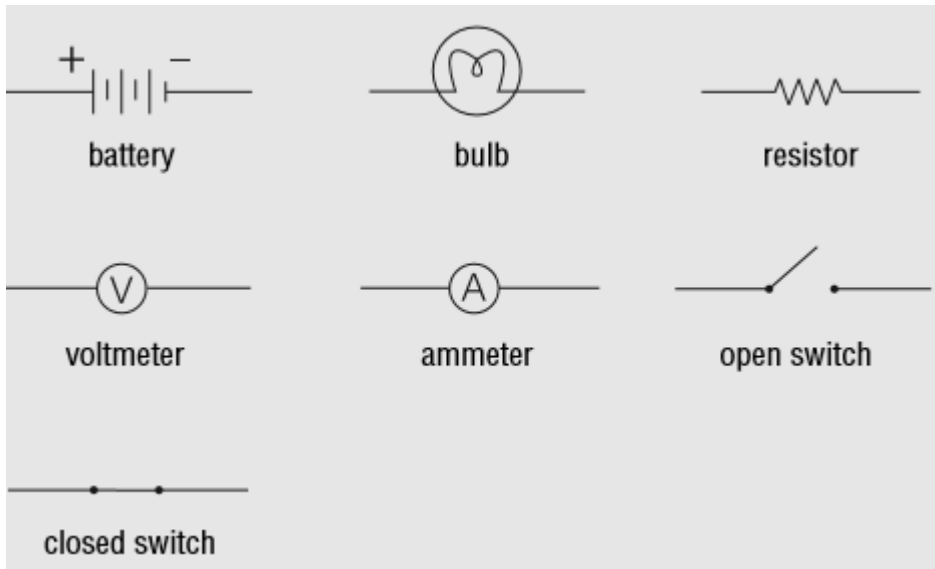 + −
battery
bulb
resistor
V
A
voltmeter
ammeter
open switch
closed switch